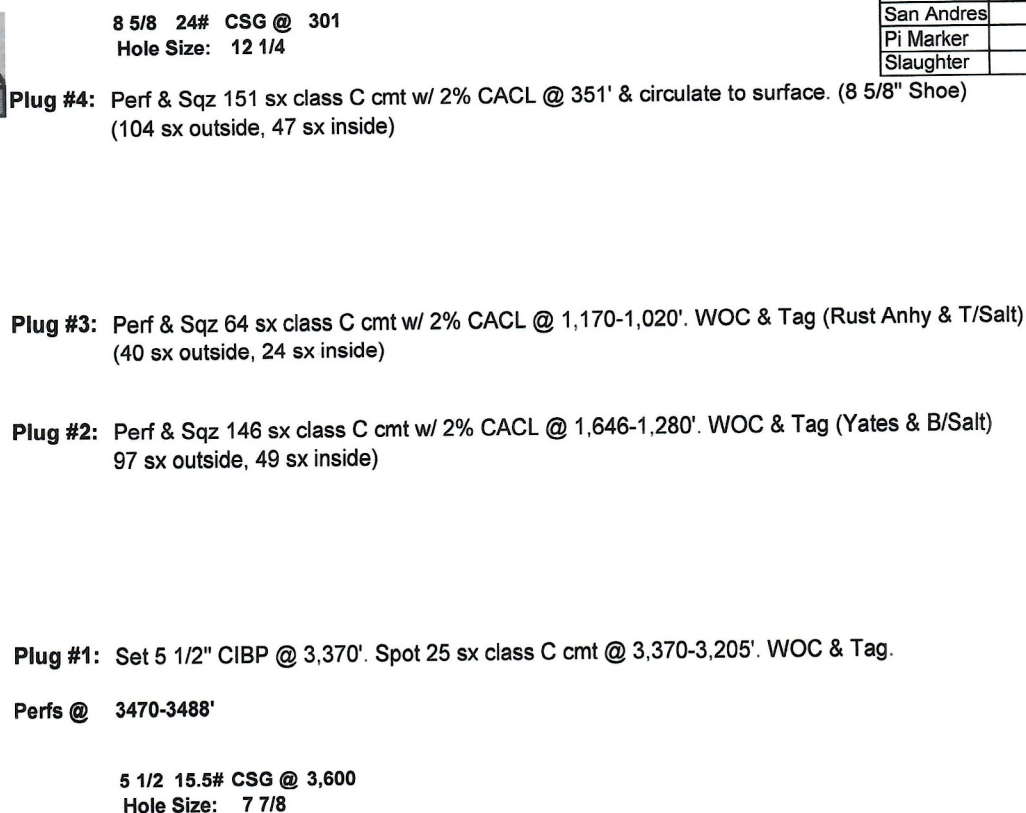 San Andres
8 5/8 24# CSG @ 301
Pi Marker
Hole Size: 12 1/4
Slaughter
Plug #4: Perf & Sqz 151 sx class C cmt w/ 2% CACL @ 351' & circulate to surface. (8 5/8" Shoe)
(104 sx outside, 47 sx inside)
Plug #3: Perf & Sqz 64 sx class C cmt w/ 2% CACL @ 1,170-1,020'. WOC & Tag (Rust Anhy & T/Salt)
(40 sx outside, 24 sx inside)
Plug #2: Perf & Sqz 146 sx class C cmt w/ 2% CACL @ 1,646-1,280'. WOC & Tag (Yates & B/Salt)
97 sx outside, 49 sx inside)
Plug #1: Set 5 1/2" CIBP @ 3,370'. Spot 25 sx class C cmt @ 3,370-3,205'. WOC & Tag.
Perfs @ 3470-3488'
5 1/2 15.5# CSG @ 3,600
Hole Size: 7 7/8